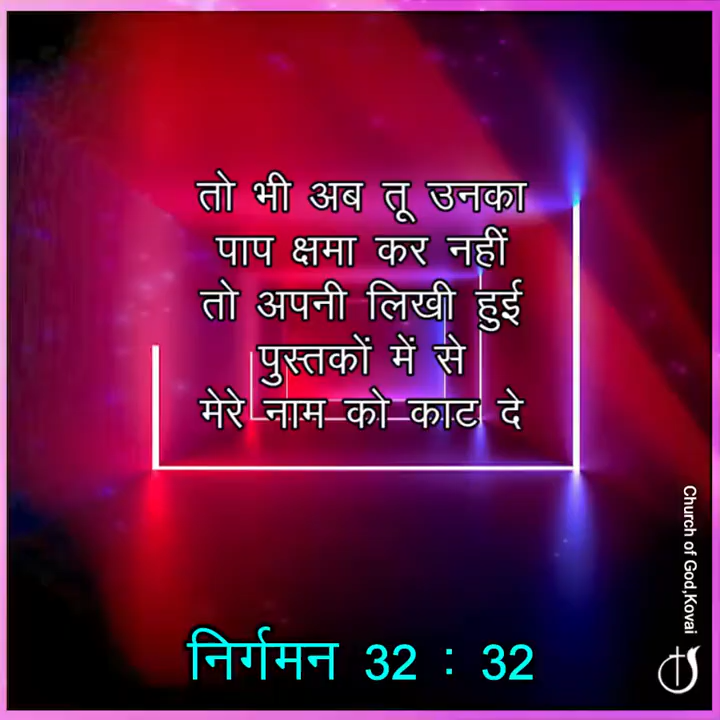 तो भी अब तू उनका
पाप क्षमा कर नहीं
तो अपनी लिखी हुई
पुस्तकों में से
मेरे नाम को काट दे
निर्गमन 32 : 32
Church of God,Kovai